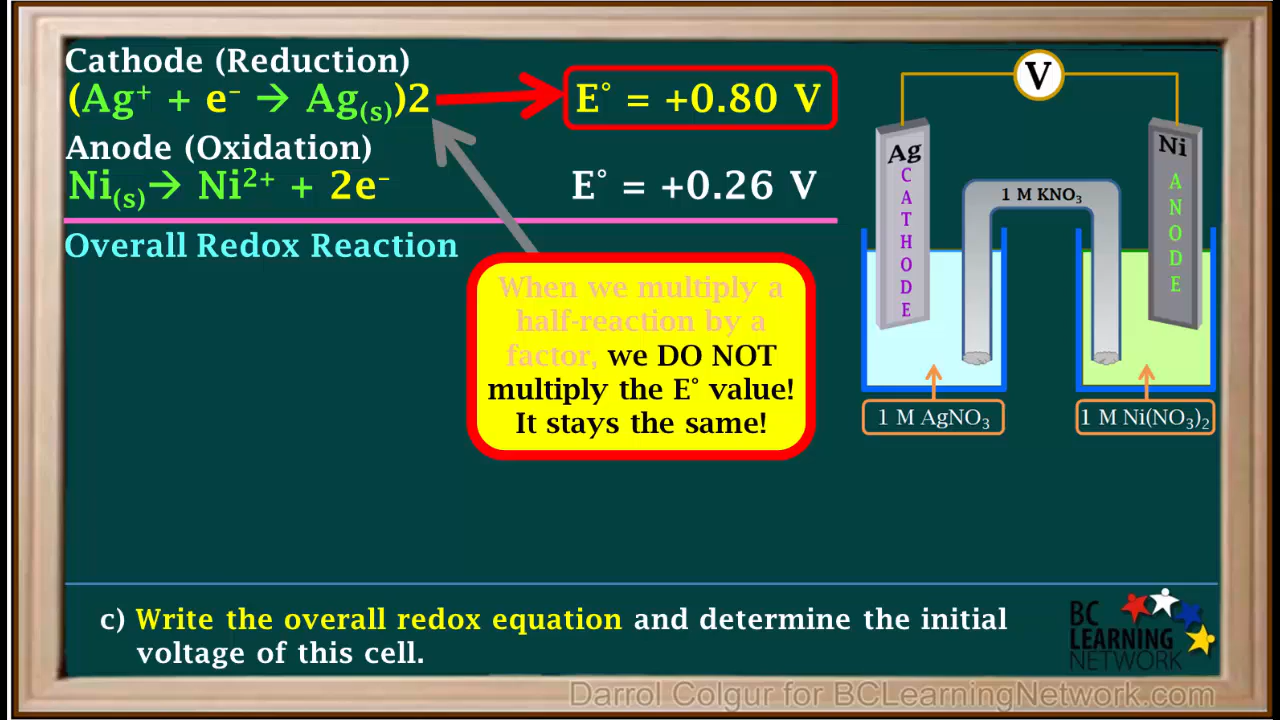 Cathode (Reduction)
(Ag⁺ + e⁻ → Ag₍s₎)2
E° = +0.80 V
Anode (Oxidation)
Ni₍s₎→ Ni²⁺ + 2e⁻
E° = +0.26 V
Overall Redox Reaction
When we multiply a
half-reaction by a
factor, we DO NOT
multiply the E° value!
It stays the same!
V
Ag
CATHODE
Ni
ANODE
1 M KNO₃
1 M AgNO₃
1 M Ni(NO₃)₂
c) Write the overall redox equation and determine the initial
voltage of this cell.
BC
LEARNING
NETWORK
Darrol Colgur for BCLearningNetwork.com